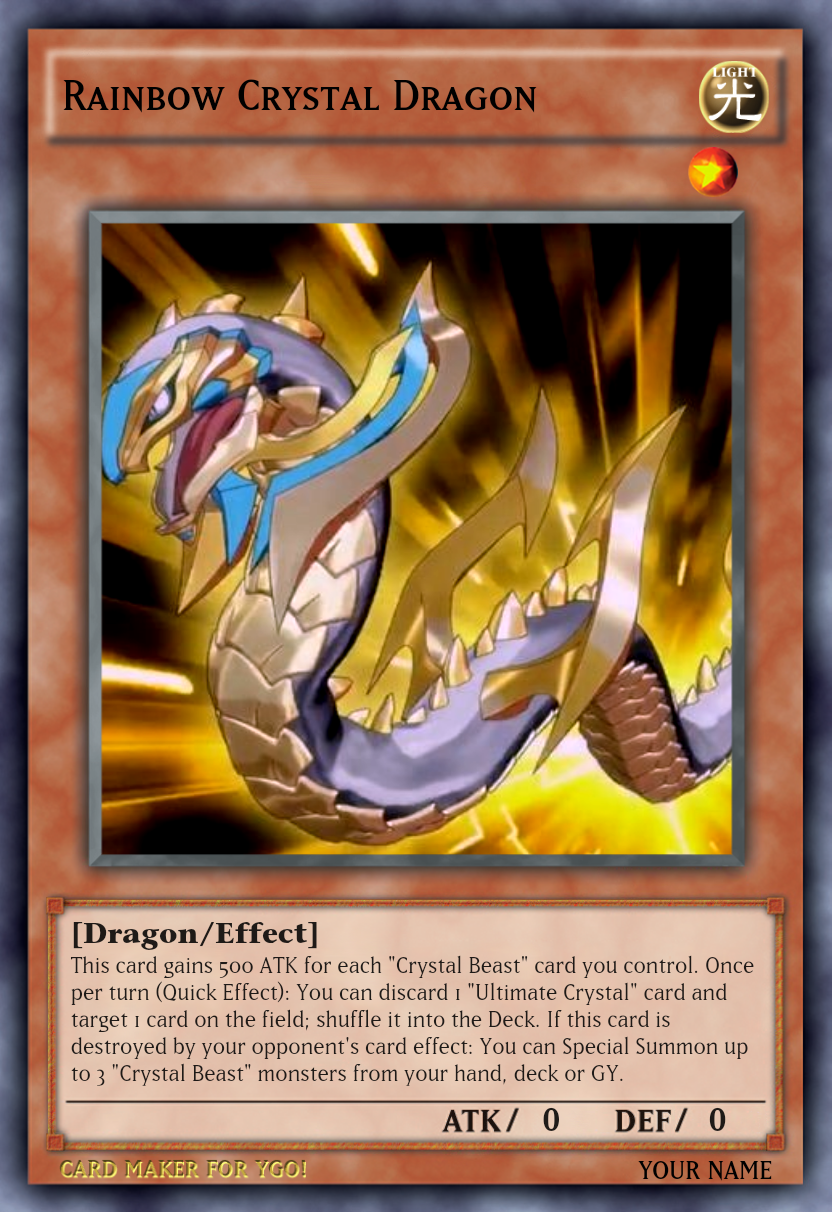 Rainbow Crystal Dragon
LIGHT
光
[Dragon/Effect]
This card gains 500 ATK for each "Crystal Beast" card you control. Once
per turn (Quick Effect): You can discard 1 "Ultimate Crystal" card and
target 1 card on the field; shuffle it into the Deck. If this card is
destroyed by your opponent's card effect: You can Special Summon up
to 3 "Crystal Beast" monsters from your hand, deck or GY.
ATK/ 0 DEF/ 0
CARD MAKER FOR YGO! YOUR NAME